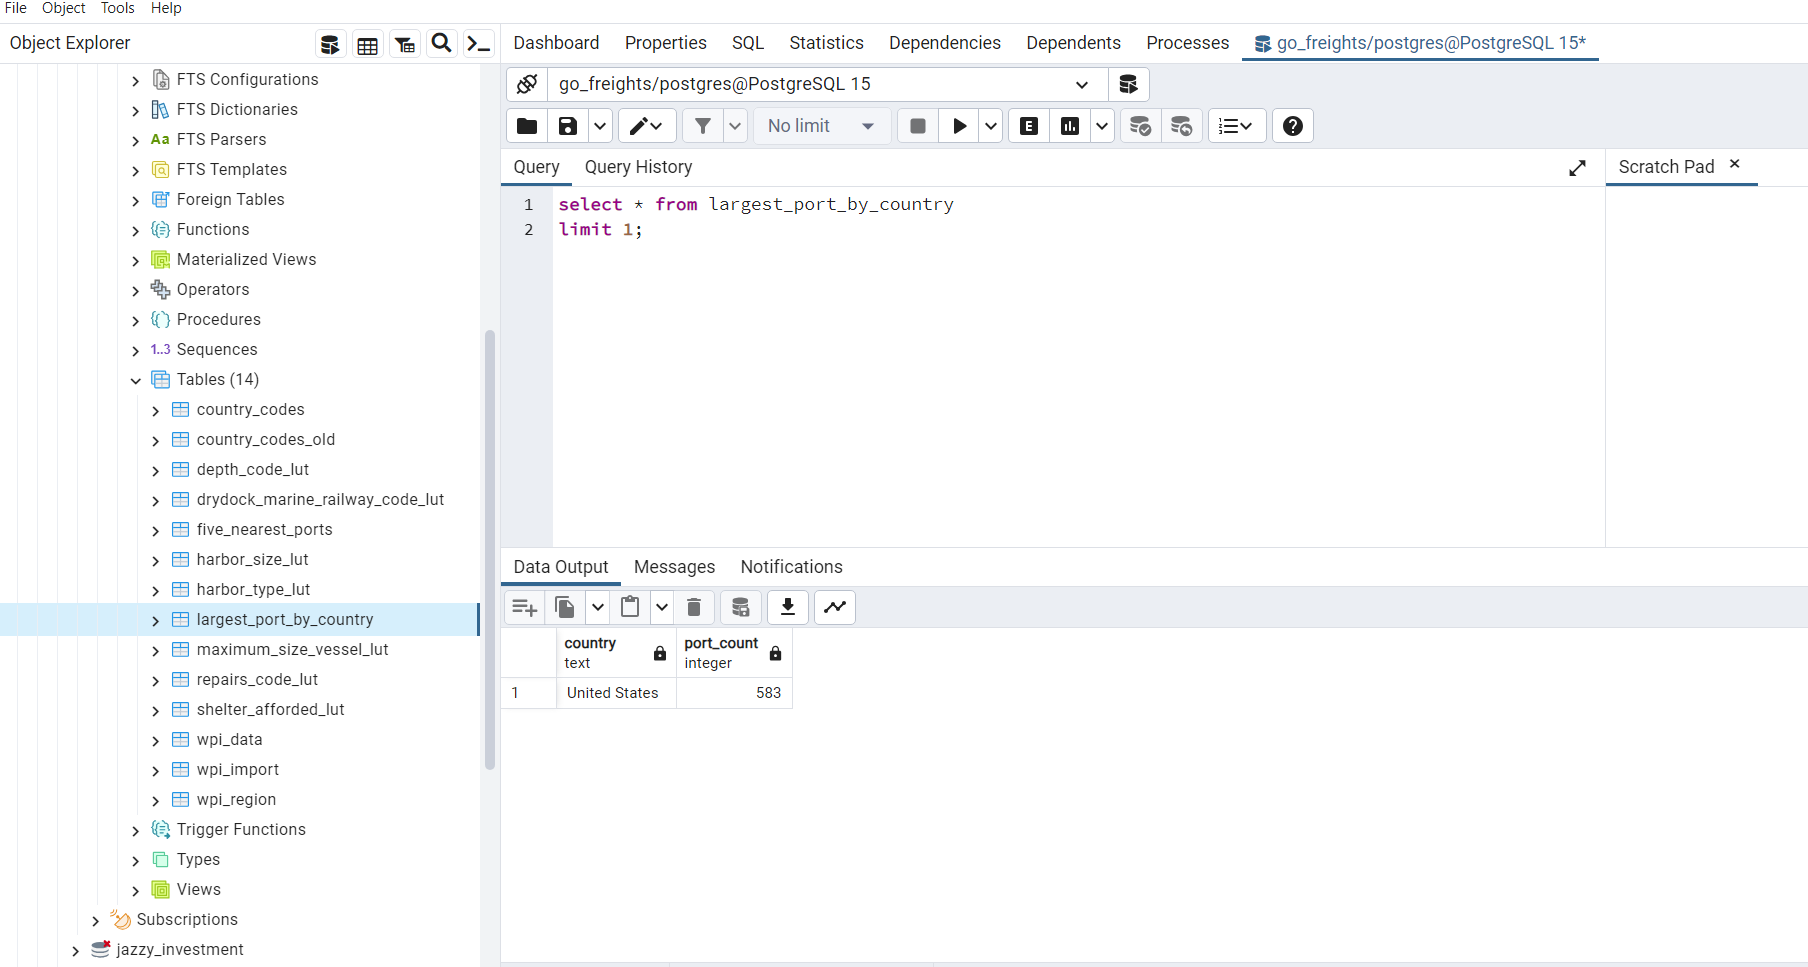 File Object Tools Help
Object Explorer
FTS Configurations
FTS Dictionaries
Aa FTS Parsers
FTS Templates
Foreign Tables
Functions
Materialized Views
Operators
Procedures
1..3 Sequences
Tables (14)
country_codes
country_codes_old
depth_code_lut
drydock_marine_railway_code_lut
five_nearest_ports
harbor_size_lut
harbor_type_lut
largest_port_by_country
maximum_size_vessel_lut
repairs_code_lut
shelter_afforded_lut
wpi_data
wpi_import
wpi_region
Trigger Functions
Types
Views
Subscriptions
jazzy_investment
Dashboard Properties SQL Statistics Dependencies Dependents Processes go_freights/postgres@PostgreSQL 15*
go_freights/postgres@PostgreSQL 15
No limit E
Query Query History
Scratch Pad
1 select * from largest_port_by_country
2 limit 1;
Data Output Messages Notifications
country port_count
text integer
1 United States 583